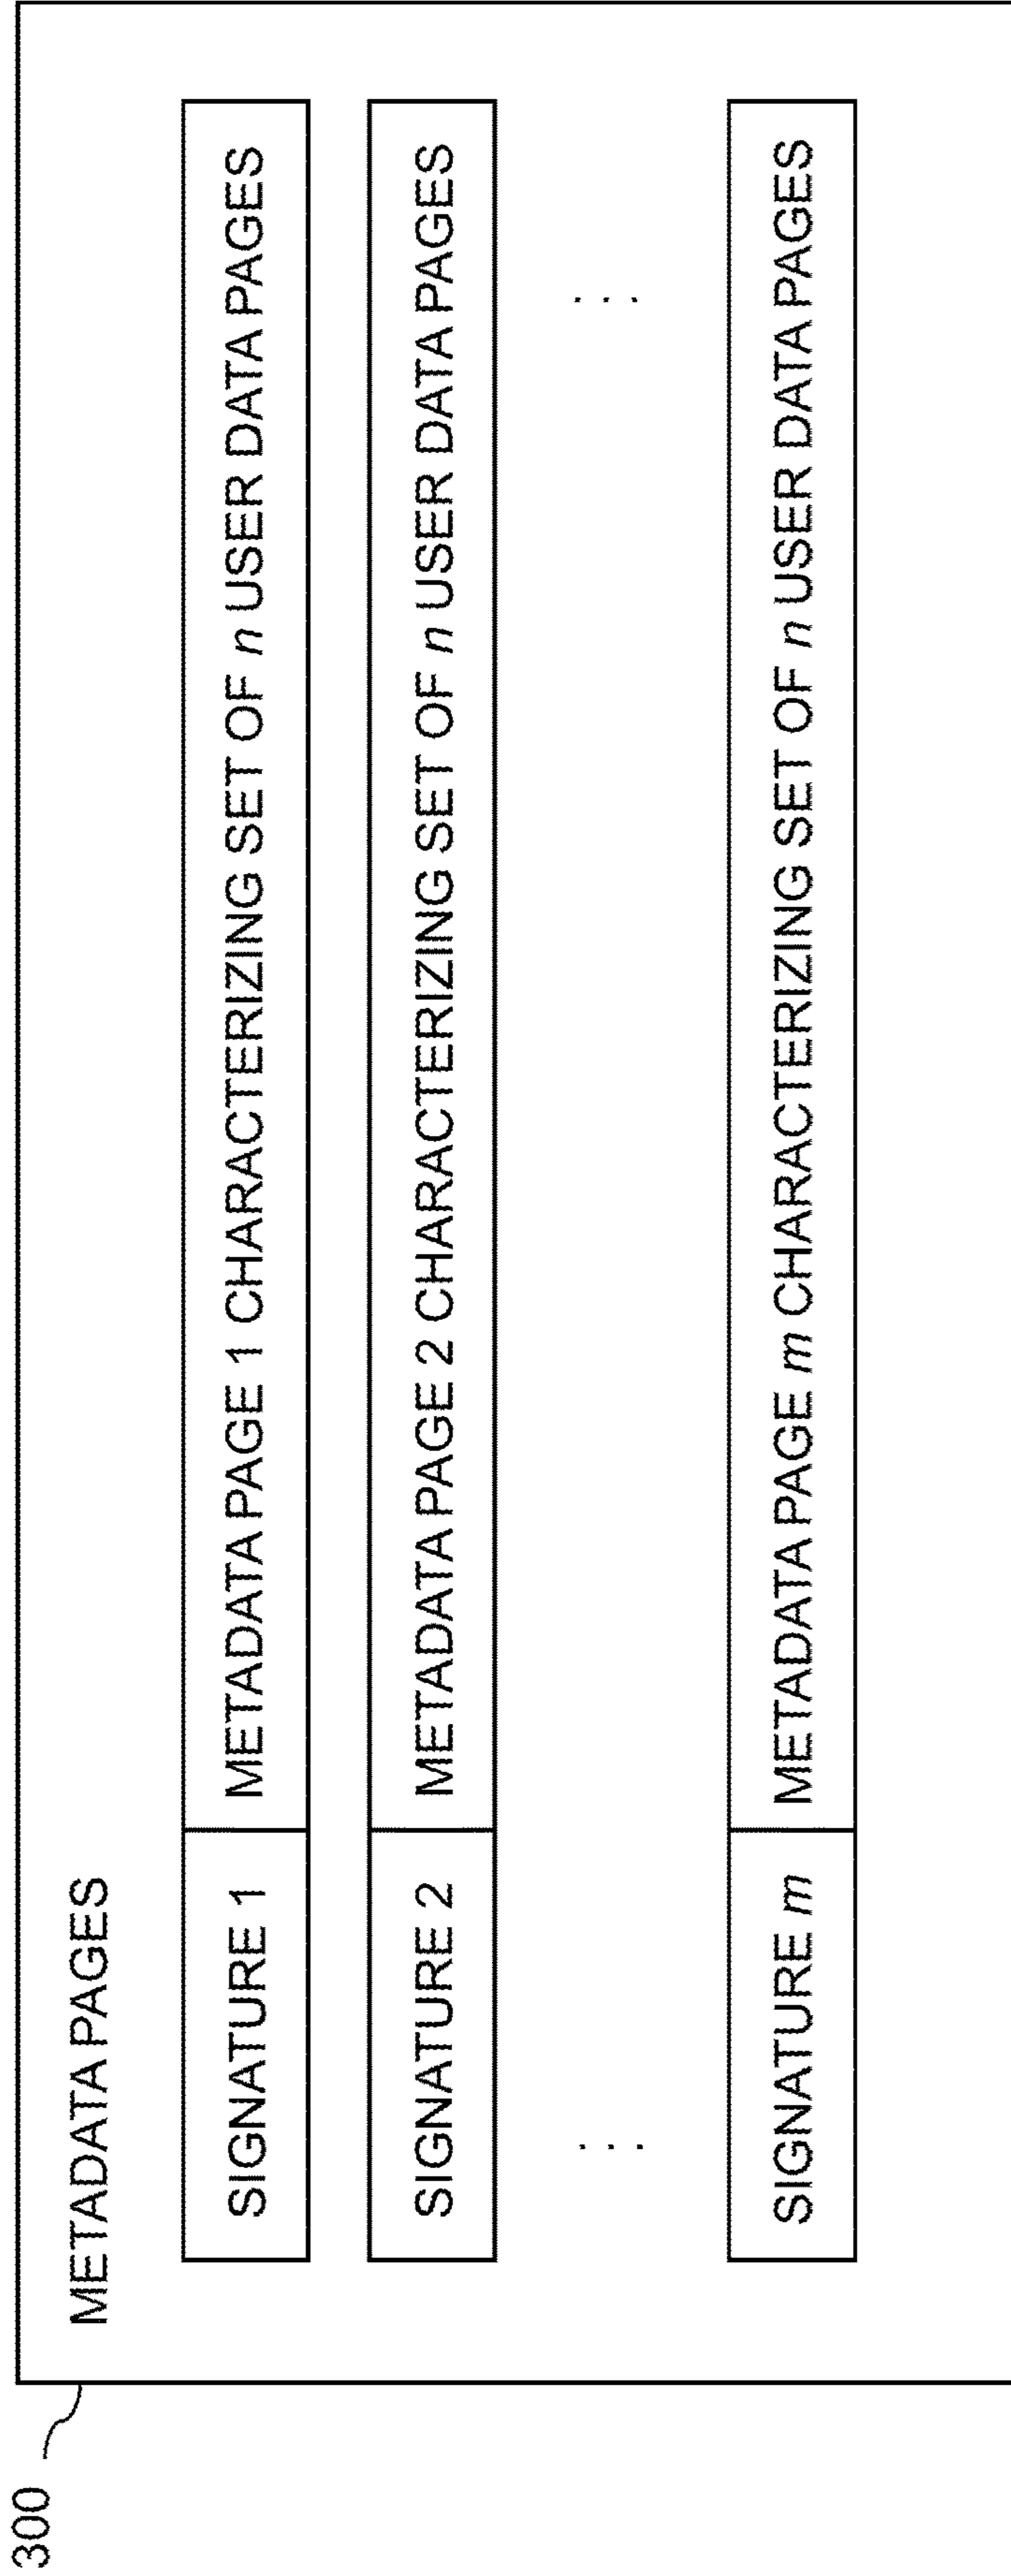 300
METADATA PAGES
SIGNATURE 1 METADATA PAGE 1 CHARACTERIZING SET OF n USER DATA PAGES
SIGNATURE 2 METADATA PAGE 2 CHARACTERIZING SET OF n USER DATA PAGES
. . . . . .
SIGNATURE m METADATA PAGE m CHARACTERIZING SET OF n USER DATA PAGES